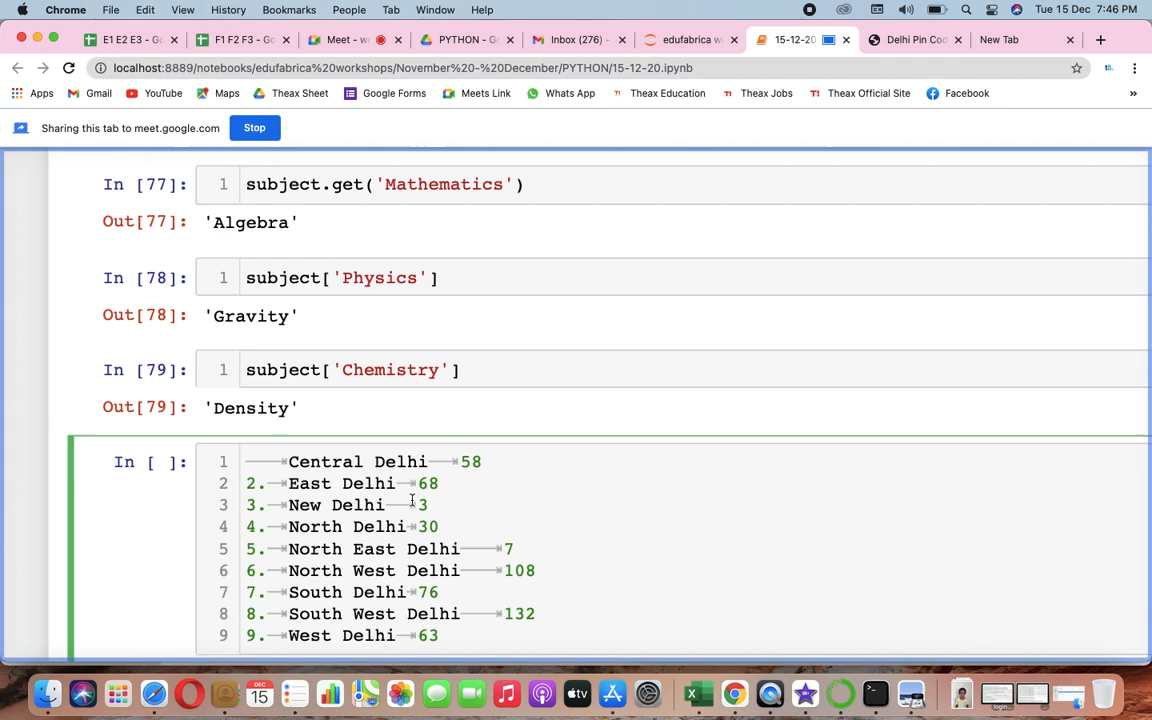 Chrome File Edit View History Bookmarks People Tab Window Help Tue 15 Dec 7:46 PM
E1 E2 E3 - Go F1 F2 F3 - Go Meet - w PYTHON - G Inbox (276) - edufabrica w 15-12-20 Delhi Pin Co New Tab
localhost:8889/notebooks/edufabrica%20workshops/November%20-%20December/PYTHON/15-12-20.ipynb
Apps Gmail YouTube Maps Theax Sheet Google Forms Meets Link Whats App Theax Education Theax Jobs Theax Official Site Facebook »
Sharing this tab to meet.google.com Stop
In [77]: 1 subject.get('Mathematics')
Out[77]: 'Algebra'
In [78]: 1 subject['Physics']
Out[78]: 'Gravity'
In [79]: 1 subject['Chemistry']
Out[79]: 'Density'
In [ ]: 1 Central Delhi 58
2 2. East Delhi 68
3 3. New Delhi 3
4 4. North Delhi 30
5 5. North East Delhi 7
6 6. North West Delhi 108
7 7. South Delhi 76
8 8. South West Delhi 132
9 9. West Delhi 63
DEC
15
tv